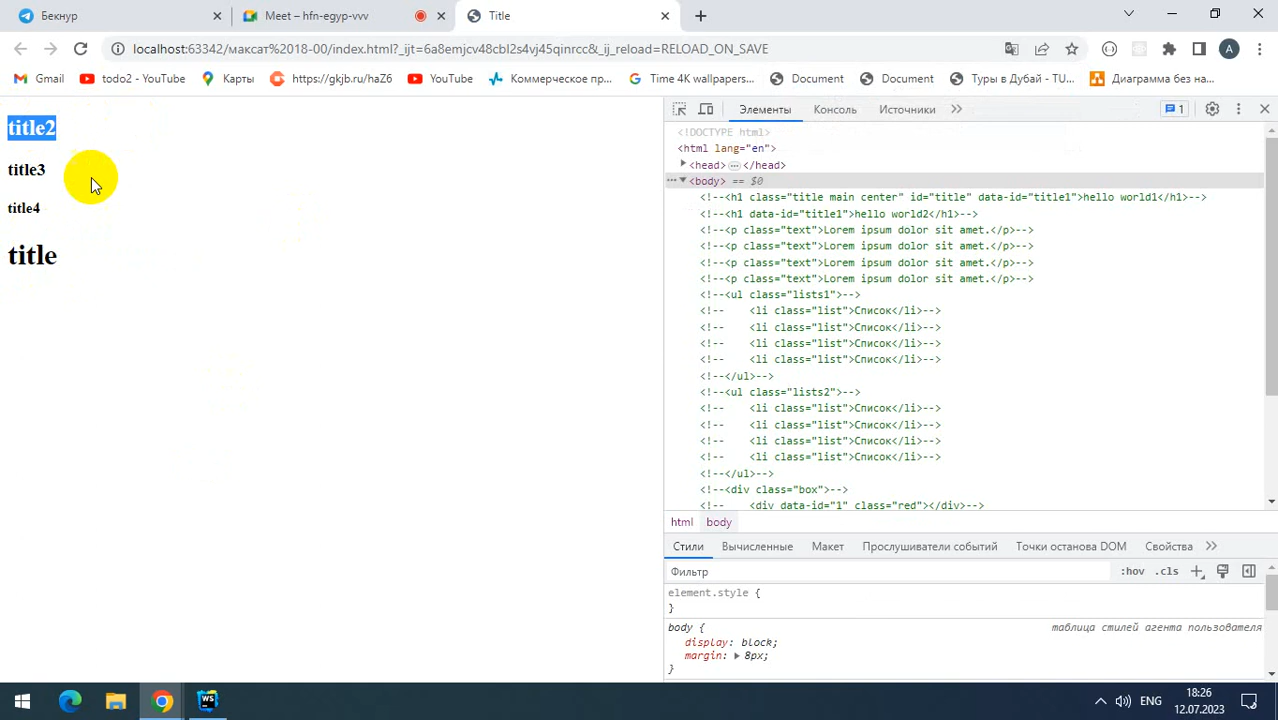 Бекнур
Meet – hfn-egyp-vvv
Title
localhost:63342/максат%2018-00/index.html?_ijt=6a8emjcv48cbl2s4vj45qinrcc&_ij_reload=RELOAD_ON_SAVE
A
Gmail
todo2 - YouTube
Карты
https://gkjb.ru/haZ6
YouTube
Коммерческое пр...
Time 4K wallpapers...
Document
Document
Туры в Дубай - TU...
Диаграмма без на...
title2
title3
title4
title
Элементы
Консоль
Источники
1
<!DOCTYPE html>
<html lang="en">
<head> ... </head>
... <body> == $0
<!--<h1 class="title main center" id="title" data-id="title1">hello world1</h1>-->
<!--<h1 data-id="title1">hello world2</h1>-->
<!--<p class="text">Lorem ipsum dolor sit amet.</p>-->
<!--<p class="text">Lorem ipsum dolor sit amet.</p>-->
<!--<p class="text">Lorem ipsum dolor sit amet.</p>-->
<!--<p class="text">Lorem ipsum dolor sit amet.</p>-->
<!--<ul class="lists1">-->
<!--    <li class="list">Список</li>-->
<!--    <li class="list">Список</li>-->
<!--    <li class="list">Список</li>-->
<!--    <li class="list">Список</li>-->
<!--</ul>-->
<!--<ul class="lists2">-->
<!--    <li class="list">Список</li>-->
<!--    <li class="list">Список</li>-->
<!--    <li class="list">Список</li>-->
<!--    <li class="list">Список</li>-->
<!--</ul>-->
<!--<div class="box">-->
<!--    <div data-id="1" class="red"></div>-->
html body
Стили
Вычисленные
Макет
Прослушиватели событий
Точки останова DOM
Свойства
Фильтр
:hov .cls
element.style {
}
body {
таблица стилей агента пользователя
display: block;
margin: 8px;
}
WS
ENG
18:26
12.07.2023